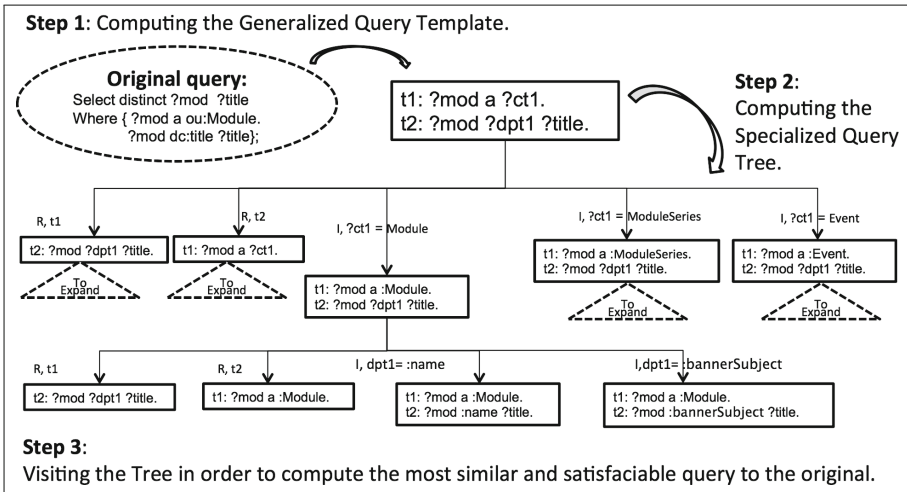 Step 1: Computing the Generalized Query Template.
Original query:
Select distinct ?mod ?title
Where { ?mod a ou:Module.
?mod dc:title ?title};
t1: ?mod a ?ct1.
t2: ?mod ?dpt1 ?title.
Step 2:
Computing the
Specialized Query
Tree.
R, t1
t2: ?mod ?dpt1 ?title.
To
Expand
R, t2
t1: ?mod a ?ct1.
To
Expand
I, ?ct1 = Module
t1: ?mod a :Module.
t2: ?mod ?dpt1 ?title.
I, ?ct1 = ModuleSeries
t1: ?mod a :ModuleSeries.
t2: ?mod ?dpt1 ?title.
To
Expand
I, ?ct1 = Event
t1: ?mod a :Event.
t2: ?mod ?dpt1 ?title.
To
Expand
R, t1
t2: ?mod ?dpt1 ?title.
R, t2
t1: ?mod a :Module.
I, dpt1= :name
t1: ?mod a :Module.
t2: ?mod :name ?title.
I,dpt1= :bannerSubject
t1: ?mod a :Module.
t2: ?mod :bannerSubject ?title.
Step 3:
Visiting the Tree in order to compute the most similar and satisfaciable query to the original.